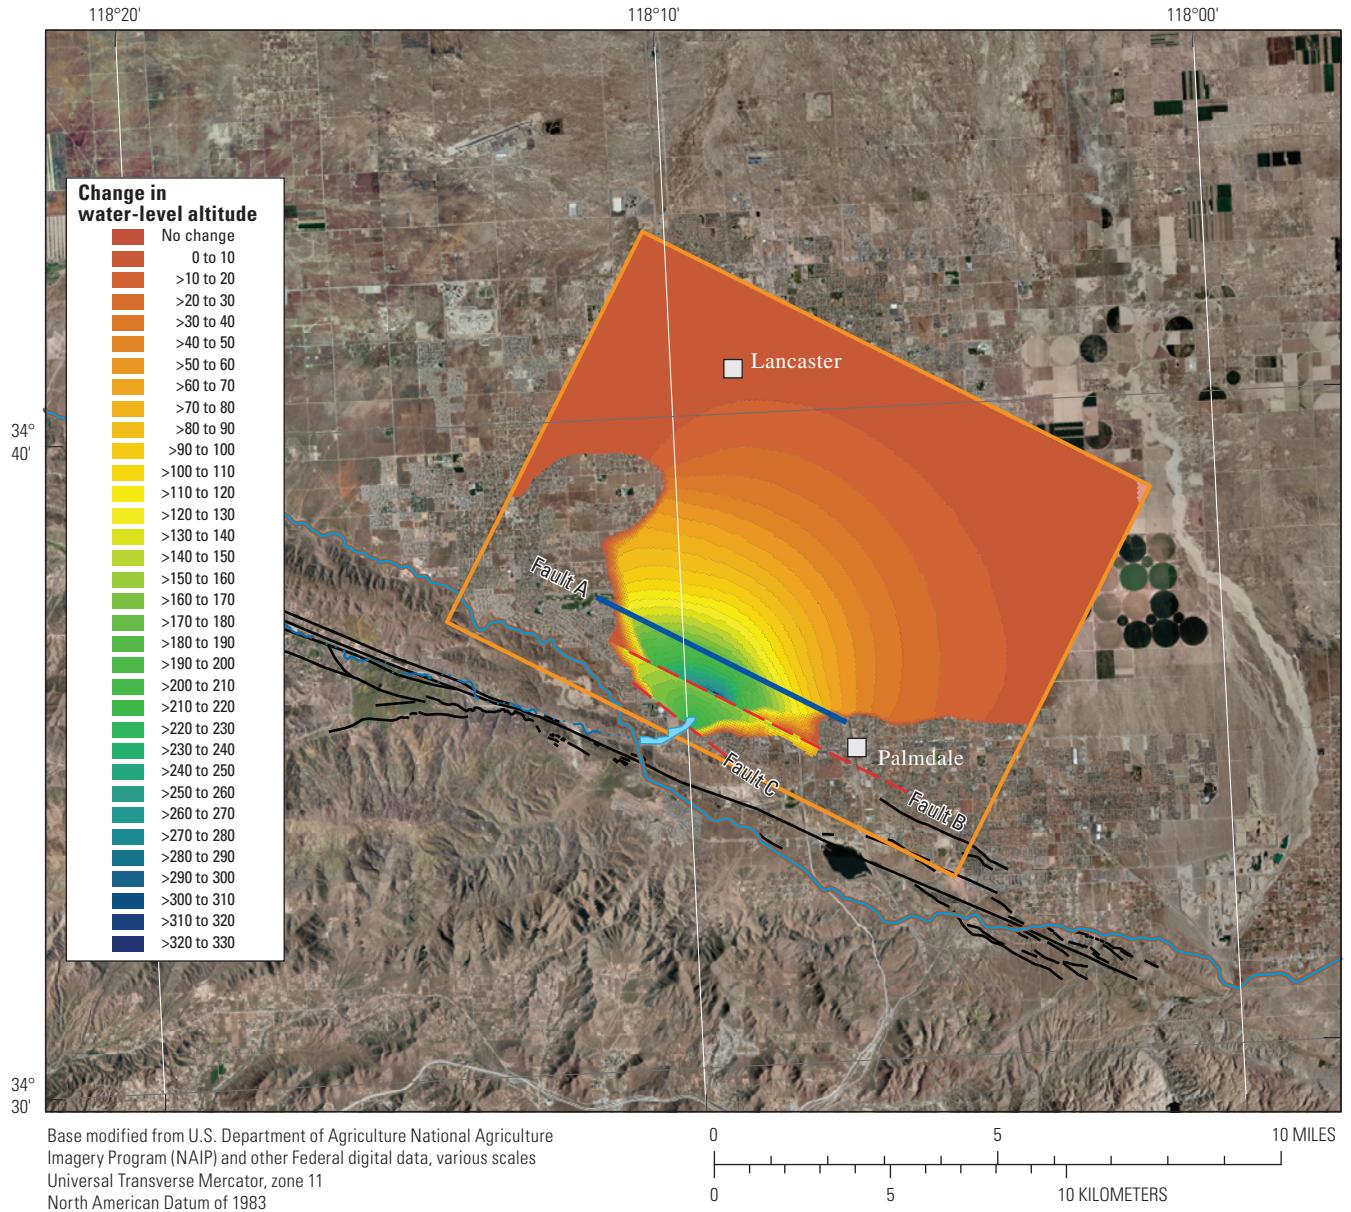 118°20'
118°10'
118°00'
Change in
water-level altitude
No change
0 to 10
>10 to 20
>20 to 30
>30 to 40
>40 to 50
>50 to 60
>60 to 70
>70 to 80
>80 to 90
>90 to 100
>100 to 110
>110 to 120
>120 to 130
>130 to 140
>140 to 150
>150 to 160
>160 to 170
>170 to 180
>180 to 190
>190 to 200
>200 to 210
>210 to 220
>220 to 230
>230 to 240
>240 to 250
>250 to 260
>260 to 270
>270 to 280
>280 to 290
>290 to 300
>300 to 310
>310 to 320
>320 to 330
Lancaster
34°
40'
Fault A
Palmdale
Fault C
Fault B
34°
30'
Base modified from U.S. Department of Agriculture National Agriculture
Imagery Program (NAIP) and other Federal digital data, various scales
Universal Transverse Mercator, zone 11
North American Datum of 1983
0 5 10 MILES
0 5 10 KILOMETERS